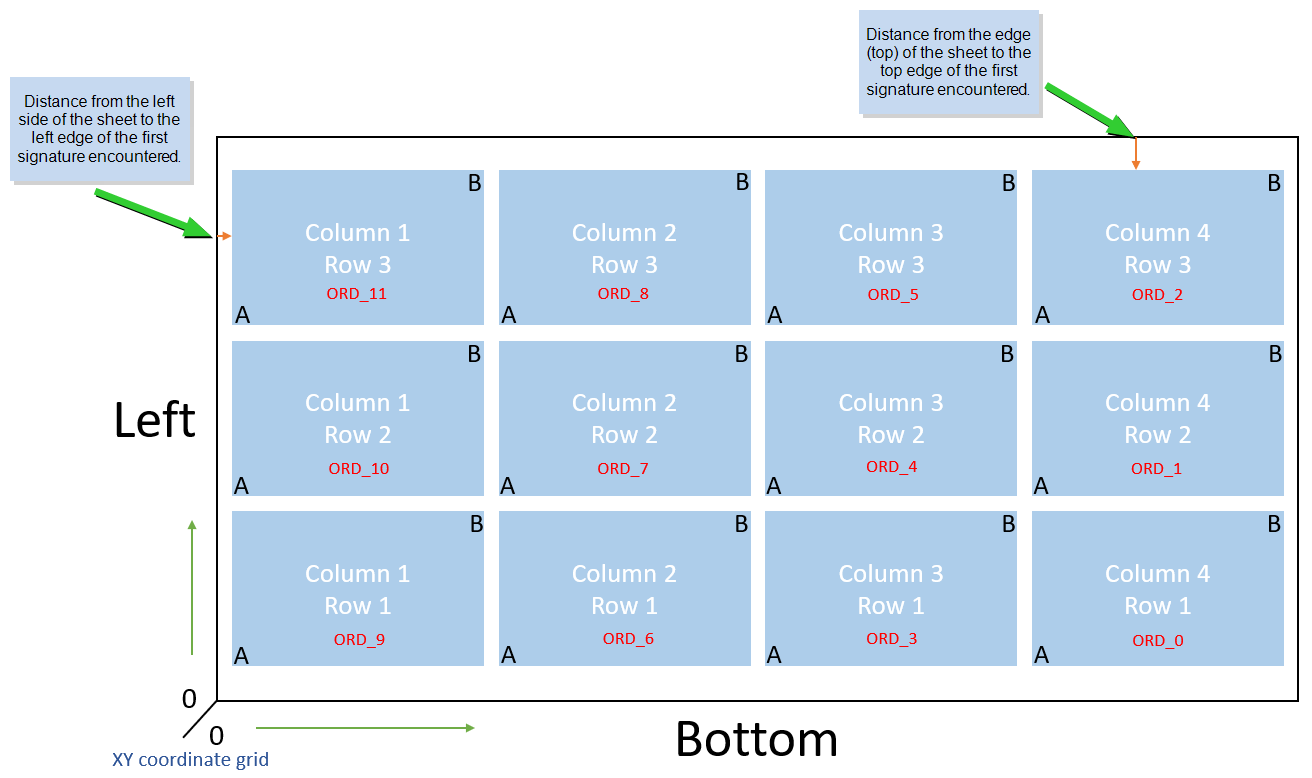 Distance from the edge
(top) of the sheet to the
top edge of the first
signature encountered.
Distance from the left
side of the sheet to the
left edge of the first
signature encountered.
B
Column 1
Row 3
ORD_11
A
B
Column 2
Row 3
ORD_8
A
B
Column 3
Row 3
ORD_5
A
B
Column 4
Row 3
ORD_2
A
Left
B
Column 1
Row 2
ORD_10
A
B
Column 2
Row 2
ORD_7
A
B
Column 3
Row 2
ORD_4
A
B
Column 4
Row 2
ORD_1
A
B
Column 1
Row 1
ORD_9
A
B
Column 2
Row 1
ORD_6
A
B
Column 3
Row 1
ORD_3
A
B
Column 4
Row 1
ORD_0
A
0
0
Bottom
XY coordinate grid